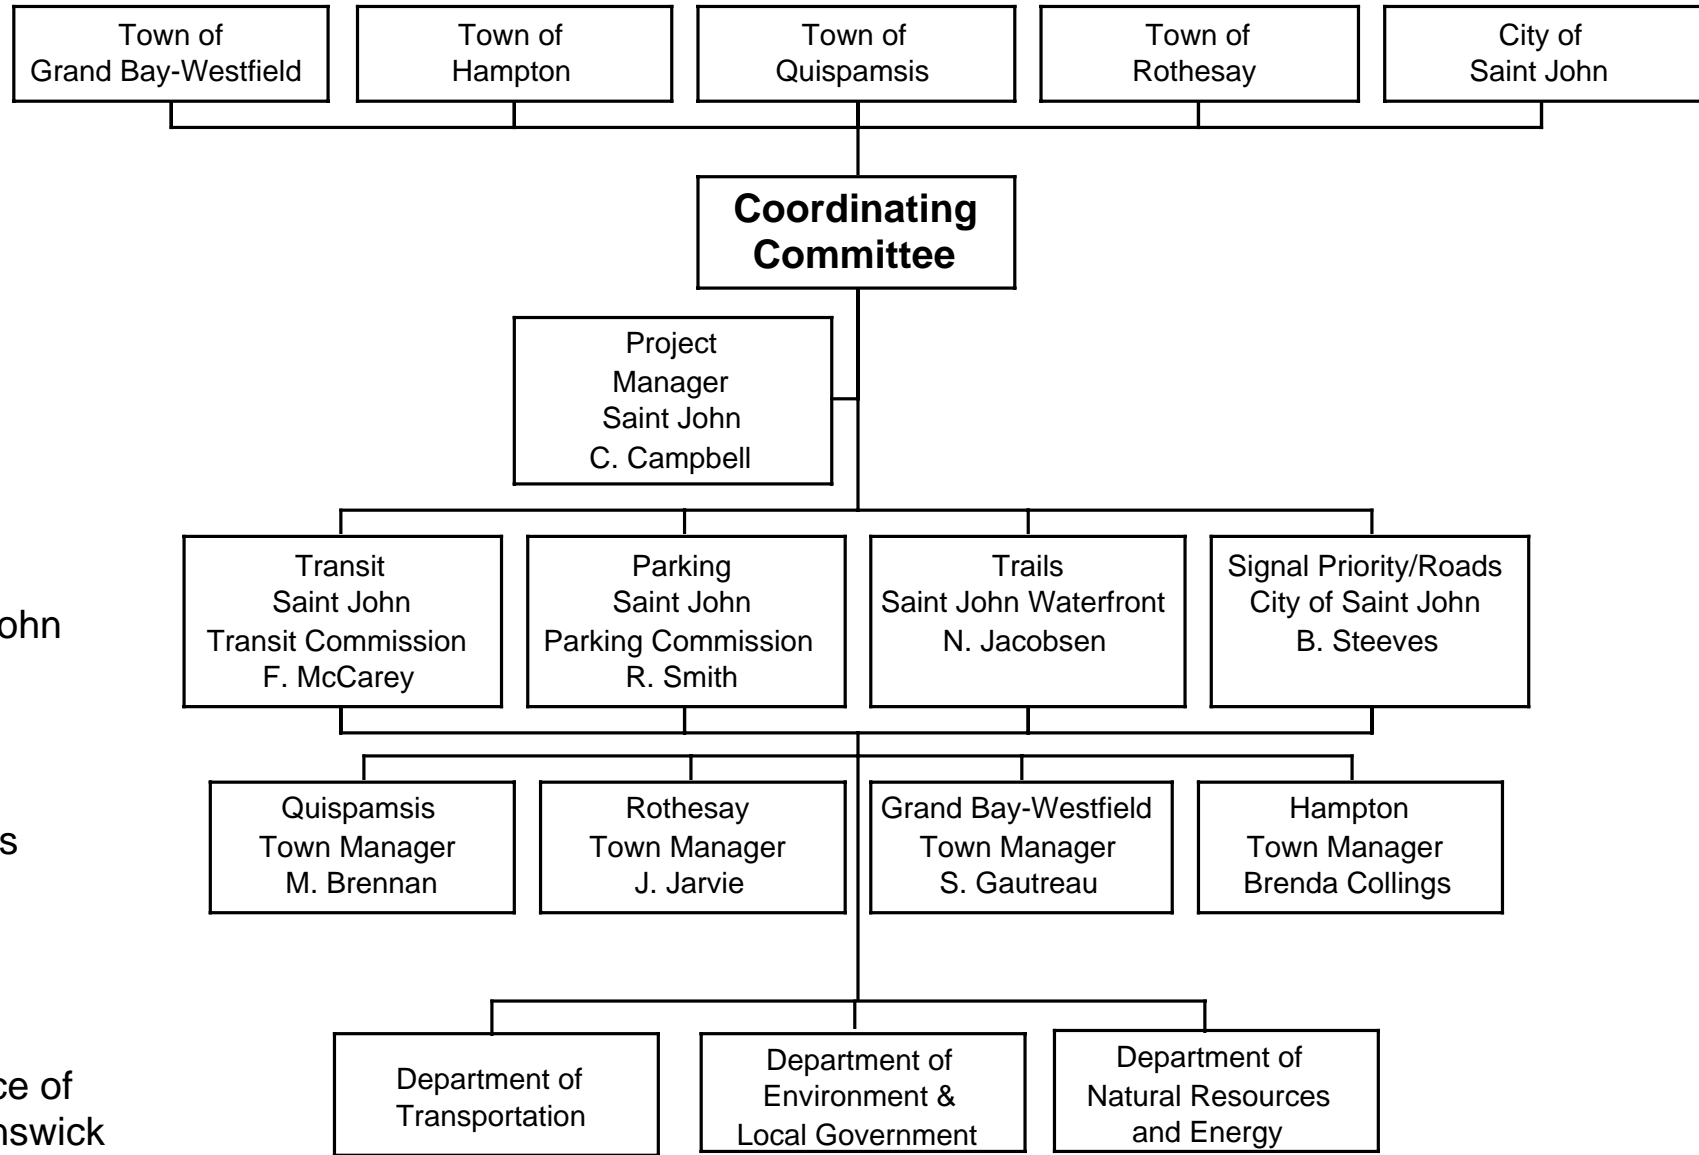 Town of
Grand Bay-Westfield
Town of
Hampton
Town of
Quispamsis
Town of
Rothesay
City of
Saint John
Coordinating
Committee
Project
Manager
Saint John
C. Campbell
Transit
Saint John
Transit Commission
F. McCarey
Parking
Saint John
Parking Commission
R. Smith
Trails
Saint John Waterfront
N. Jacobsen
Signal Priority/Roads
City of Saint John
B. Steeves
Quispamsis
Town Manager
M. Brennan
Rothesay
Town Manager
J. Jarvie
Grand Bay-Westfield
Town Manager
S. Gautreau
Hampton
Town Manager
Brenda Collings
of
Department of
Transportation
Department of
Environment &
Local Government
Department of
Natural Resources
and Energy